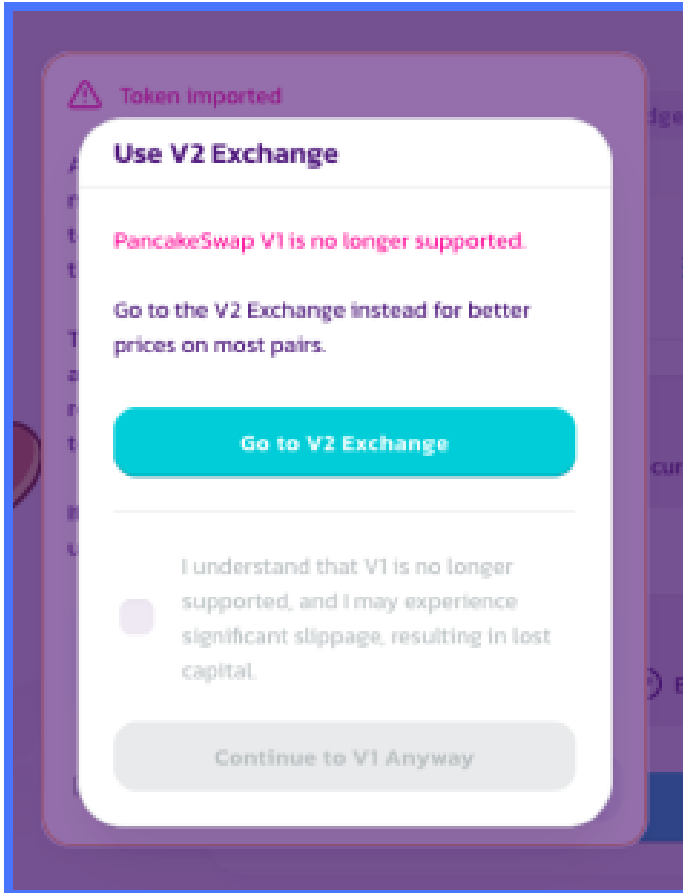 Token Imported
Use V2 Exchange
PancakeSwap V1 is no longer supported.
Go to the V2 Exchange instead for better
prices on most pairs.
Go to V2 Exchange
I understand that V1 is no longer
supported, and I may experience
significant slippage, resulting in lost
capital.
Continue to V1 Anyway